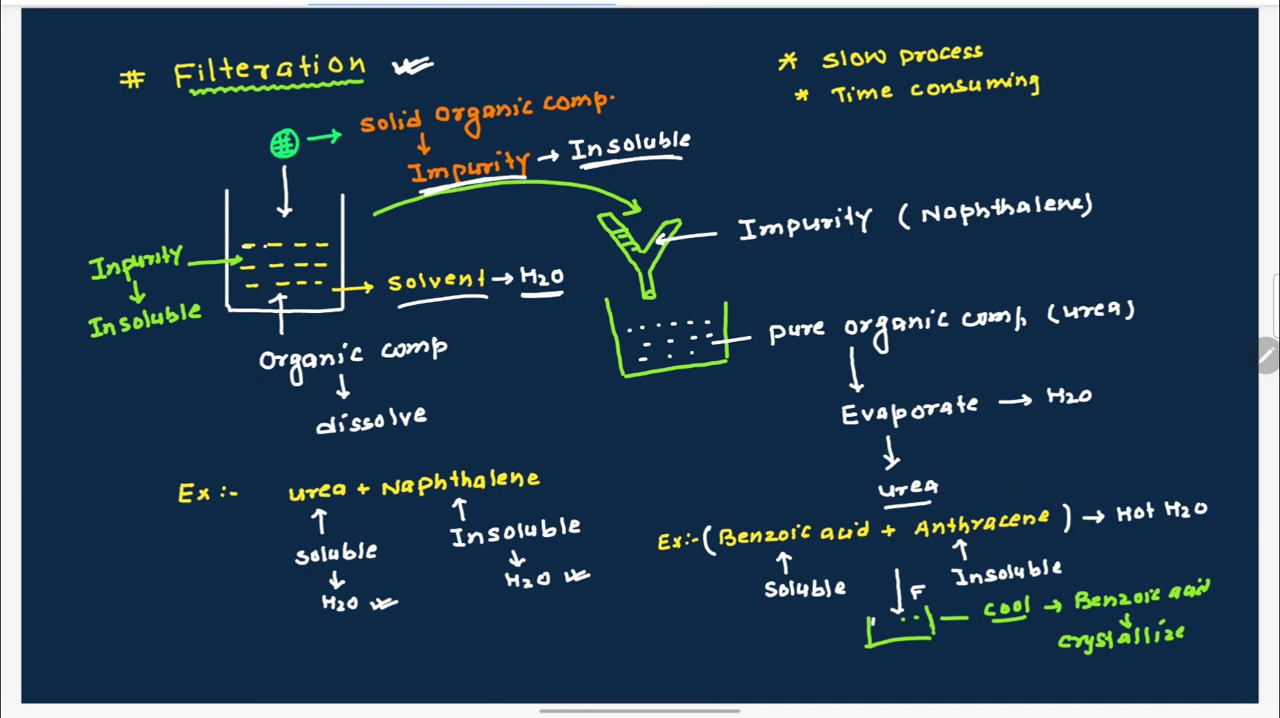 # Filteration
* Slow process
* Time consuming
# → Solid organic comp.
↓
Impurity → Insoluble
Impurity (Naphthalene)
Inpurity
↓
Insoluble
→ Solvent → H2O
Organic comp
↓
dissolve
pure organic comp. (urea)
↓
Evaporate → H2O
↓
urea
Ex :- urea + Naphthalene
Soluble
↓
H2O
Insoluble
↓
H2O
Ex:- (Benzoic acid + Anthracene) → Hot H2O
Soluble
Insoluble
↓ F
cool → Benzoic acid
↓
crystallize